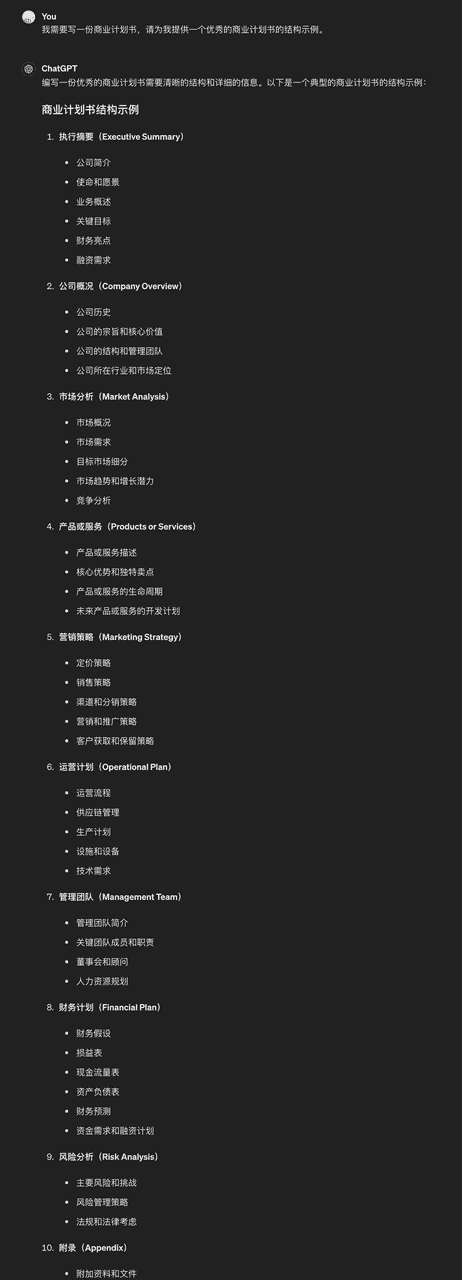 You
我需要写一份商业计划书，请为我提供一个优秀的商业计划书的结构示例。
ChatGPT
编写一份优秀的商业计划书需要清晰的结构和详细的信息。以下是一个典型的商业计划书的结构示例：
商业计划书结构示例
1. 执行摘要（Executive Summary）
• 公司简介
• 使命和愿景
• 业务概述
• 关键目标
• 财务亮点
• 融资需求
2. 公司概况（Company Overview）
• 公司历史
• 公司的宗旨和核心价值
• 公司的结构和管理团队
• 公司所在行业和市场定位
3. 市场分析（Market Analysis）
• 市场概况
• 市场需求
• 目标市场细分
• 市场趋势和增长潜力
• 竞争分析
4. 产品或服务（Products or Services）
• 产品或服务描述
• 核心优势和独特卖点
• 产品或服务的生命周期
• 未来产品或服务的开发计划
5. 营销策略（Marketing Strategy）
• 定价策略
• 销售策略
• 渠道和分销策略
• 营销和推广策略
• 客户获取和保留策略
6. 运营计划（Operational Plan）
• 运营流程
• 供应链管理
• 生产计划
• 设施和设备
• 技术需求
7. 管理团队（Management Team）
• 管理团队简介
• 关键团队成员和职责
• 董事会和顾问
• 人力资源规划
8. 财务计划（Financial Plan）
• 财务假设
• 损益表
• 现金流量表
• 资产负债表
• 财务预测
• 资金需求和融资计划
9. 风险分析（Risk Analysis）
• 主要风险和挑战
• 风险管理策略
• 法规和法律考虑
10. 附录（Appendix）
• 附加资料和文件